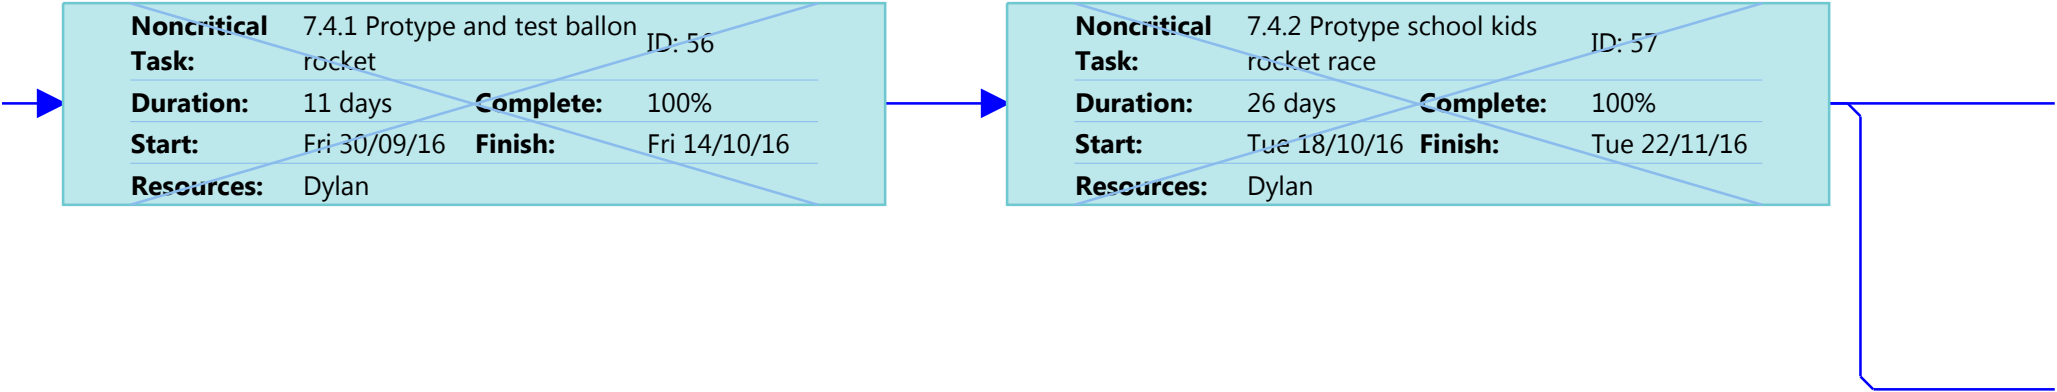 Noncritical 7.4.1 Protype and test ballon ID: 56
Task: rocket
Duration: 11 days Complete: 100%
Start: Fri 30/09/16 Finish: Fri 14/10/16
Resources: Dylan
Noncritical 7.4.2 Protype school kids ID: 57
Task: rocket race
Duration: 26 days Complete: 100%
Start: Tue 18/10/16 Finish: Tue 22/11/16
Resources: Dylan